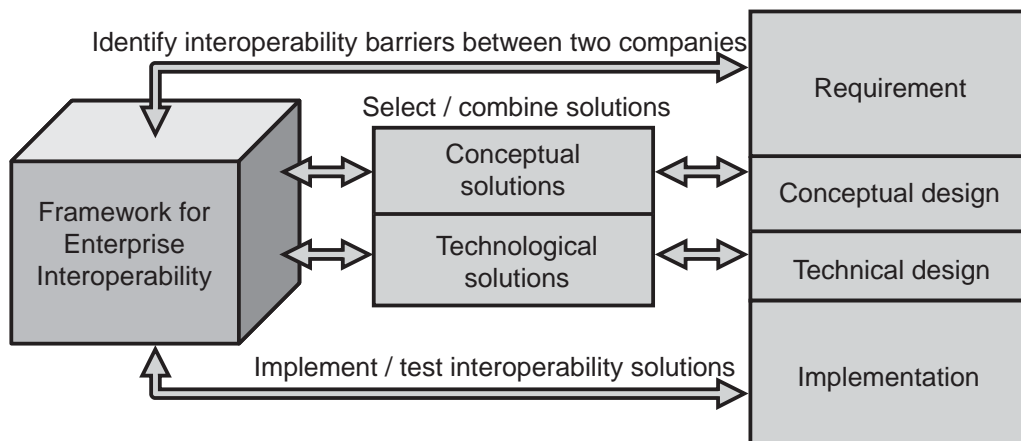 Identify interoperability barriers between two companies
Requirement
Select / combine solutions
Conceptual
solutions
Conceptual design
Framework for
Enterprise
Interoperability
Technological
solutions
Technical design
Implement / test interoperability solutions
Implementation